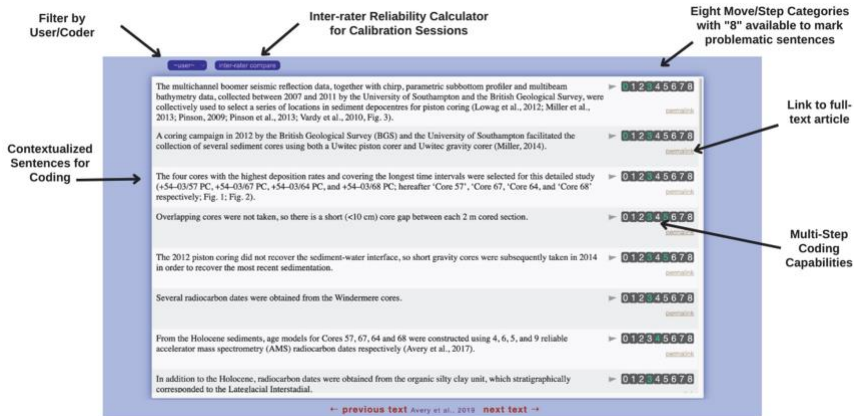 Filter by
User/Coder
Inter-rater Reliability Calculator
for Calibration Sessions
Eight Move/Step Categories
with "8" available to mark
problematic sentences
~user~
inter-rater compare
The multichannel boomer seismic reflection data, together with chirp, parametric subbottom profiler and multibeam
bathymetry data, collected between 2007 and 2011 by the University of Southampton and the British Geological Survey, were
collectively used to select a series of locations in sediment depocentres for piston coring (Lowag et al., 2012; Miller et al.,
2013; Pinson, 2009; Pinson et al., 2013; Vardy et al., 2010, Fig. 3).
0 1 2 3 4 5 6 7 8
permalink
Link to full-
text article
A coring campaign in 2012 by the British Geological Survey (BGS) and the University of Southampton facilitated the
collection of several sediment cores using both a Uwitec piston corer and Uwitec gravity corer (Miller, 2014).
0 1 2 3 4 5 6 7 8
permalink
Contextualized
Sentences for
Coding
The four cores with the highest deposition rates and covering the longest time intervals were selected for this detailed study
(+54–03/57 PC, +54–03/67 PC, +54–03/64 PC, and +54–03/68 PC; hereafter ‘Core 57’, ‘Core 67, ‘Core 64, and ‘Core 68’
respectively; Fig. 1; Fig. 2).
0 1 2 3 4 5 6 7 8
permalink
Overlapping cores were not taken, so there is a short (<10 cm) core gap between each 2 m cored section.
0 1 2 3 4 5 6 7 8
permalink
Multi-Step
Coding
Capabilities
The 2012 piston coring did not recover the sediment-water interface, so short gravity cores were subsequently taken in 2014
in order to recover the most recent sedimentation.
0 1 2 3 4 5 6 7 8
permalink
Several radiocarbon dates were obtained from the Windermere cores.
0 1 2 3 4 5 6 7 8
permalink
From the Holocene sediments, age models for Cores 57, 67, 64 and 68 were constructed using 4, 6, 5, and 9 reliable
accelerator mass spectrometry (AMS) radiocarbon dates respectively (Avery et al., 2017).
0 1 2 3 4 5 6 7 8
permalink
In addition to the Holocene, radiocarbon dates were obtained from the organic silty clay unit, which stratigraphically
corresponded to the Lateglacial Interstadial.
0 1 2 3 4 5 6 7 8
← previous text Avery et al., 2019 next text →